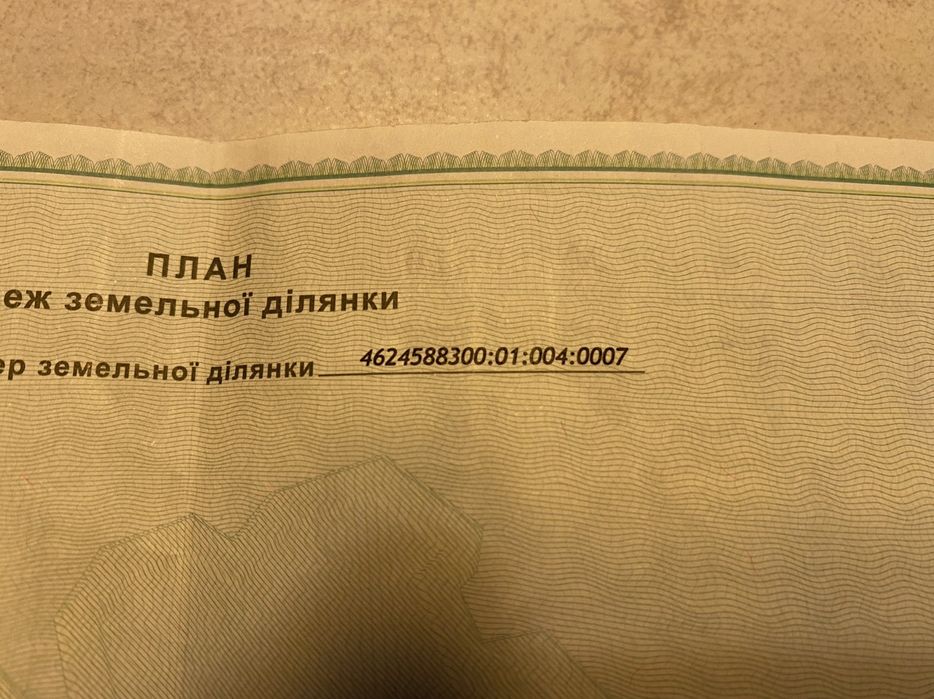 ПЛАН
еж земельної ділянки
ер земельної ділянки 4624588300:01:004:0007